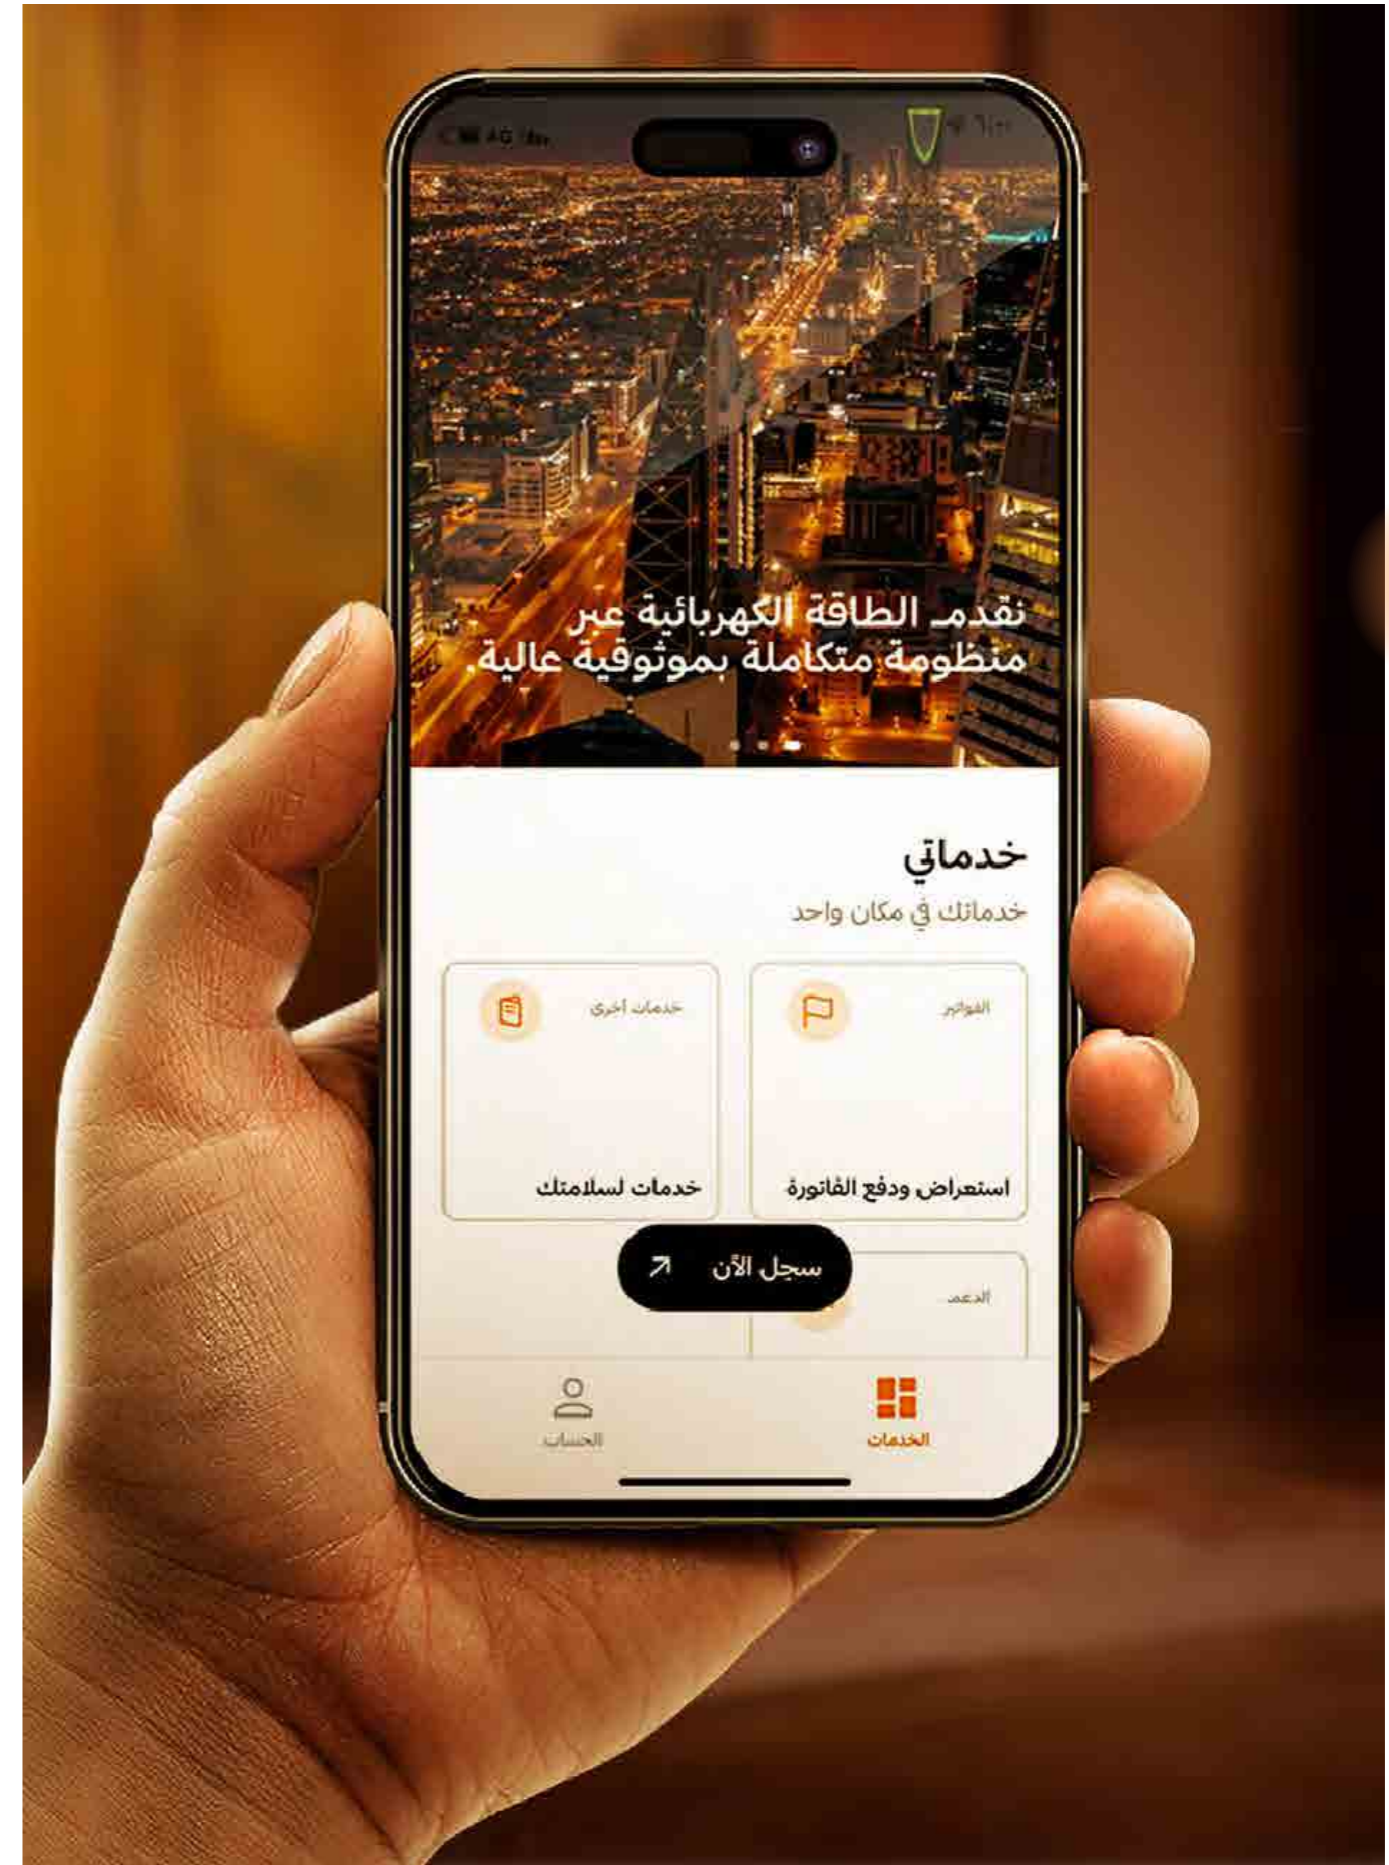 نقدم الطاقة الكهربائية عبر
منظومة متكاملة بموثوقية عالية.
خدماتي
خدماتك في مكان واحد
الفواتير
خدمات أخرى
استعراض ودفع الفاتورة
خدمات لسلامتك
سجل الآن
الدعم
الخدمات
الحساب